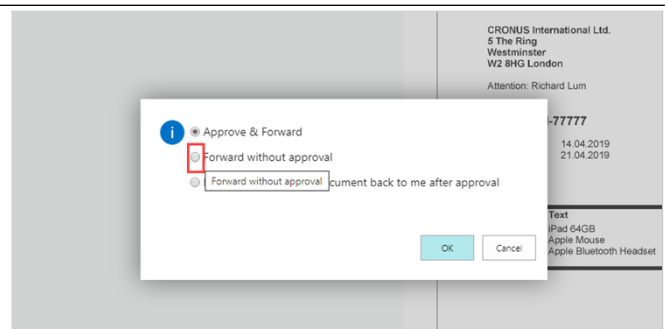 CRONUS International Ltd.
5 The Ring
Westminster
W2 8HG London
Attention: Richard Lum
-77777
14.04.2019
21.04.2019
i
Approve & Forward
Forward without approval
Forward without approval
cument back to me after approval
OK
Cancel
Text
iPad 64GB
Apple Mouse
Apple Bluetooth Headset